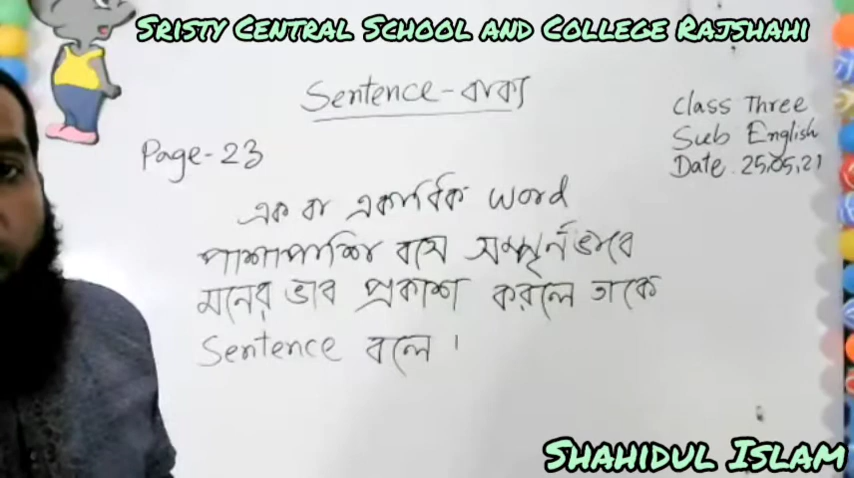 SRISTY CENTRAL SCHOOL AND COLLEGE RAJSHAHI
Sentence - বাক্য
Class Three
Sub English
Date. 25.05.21
Page-23
এক বা একাধিক word
পাশাপাশি বসে সম্পূর্নভাবে
মনের ভাব প্রকাশ করলে তাকে
Sentence বলে।
SHAHIDUL ISLAM